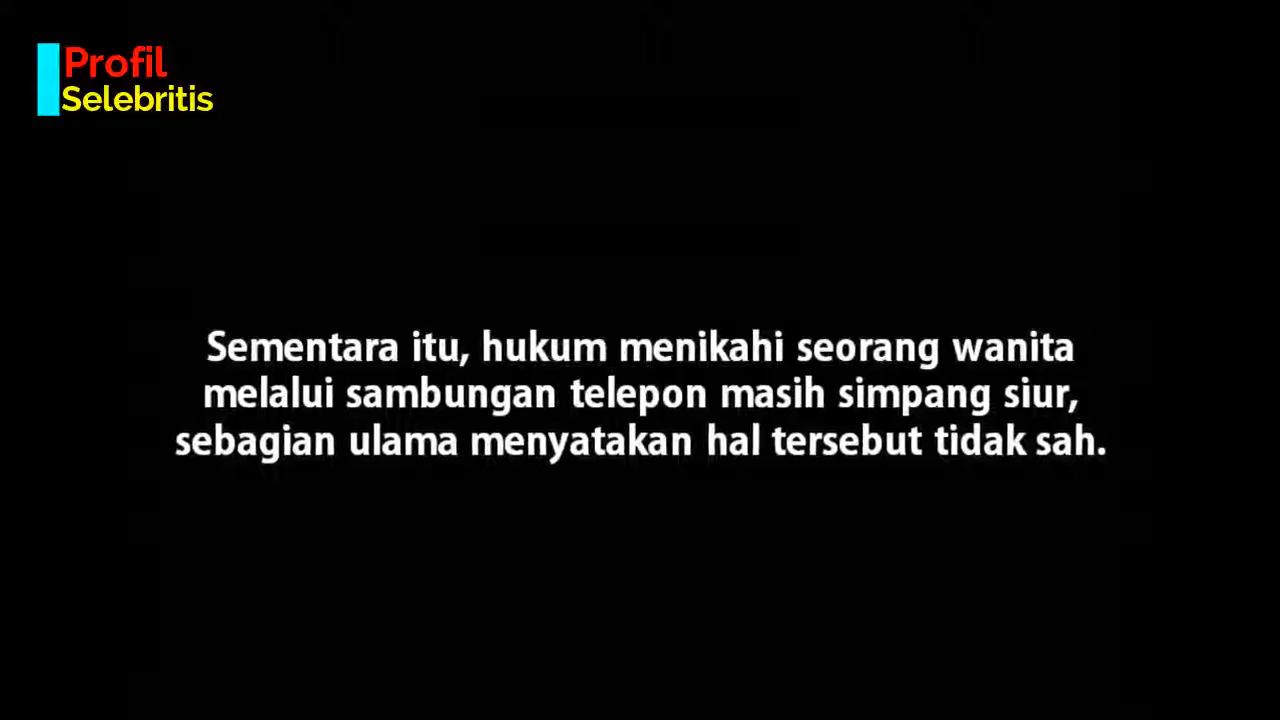 Profil
Selebritis
Sementara itu, hukum menikahi seorang wanita
melalui sambungan telepon masih simpang siur,
sebagian ulama menyatakan hal tersebut tidak sah.